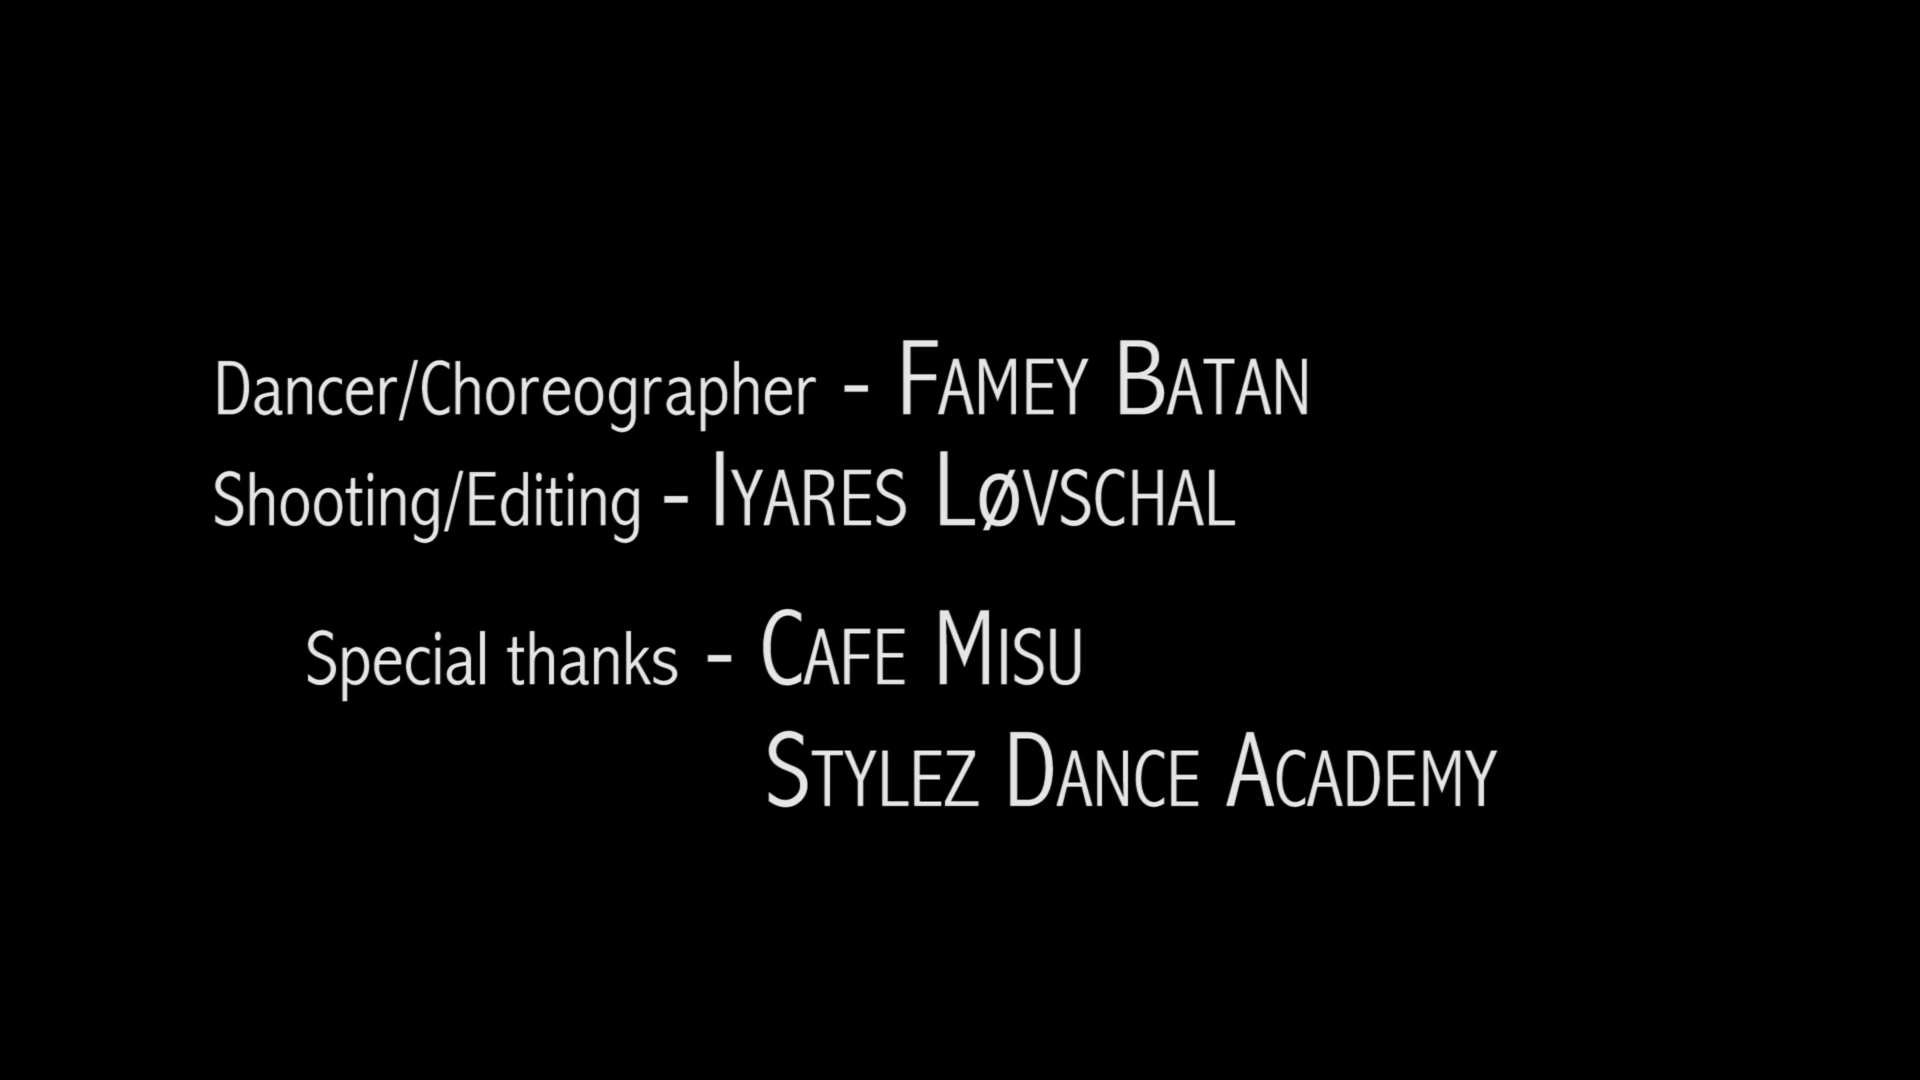 Dancer/Choreographer - FAMEY BATAN
Shooting/Editing - IYARES LØVSCHAL
Special thanks - CAFE MISU
STYLEZ DANCE ACADEMY